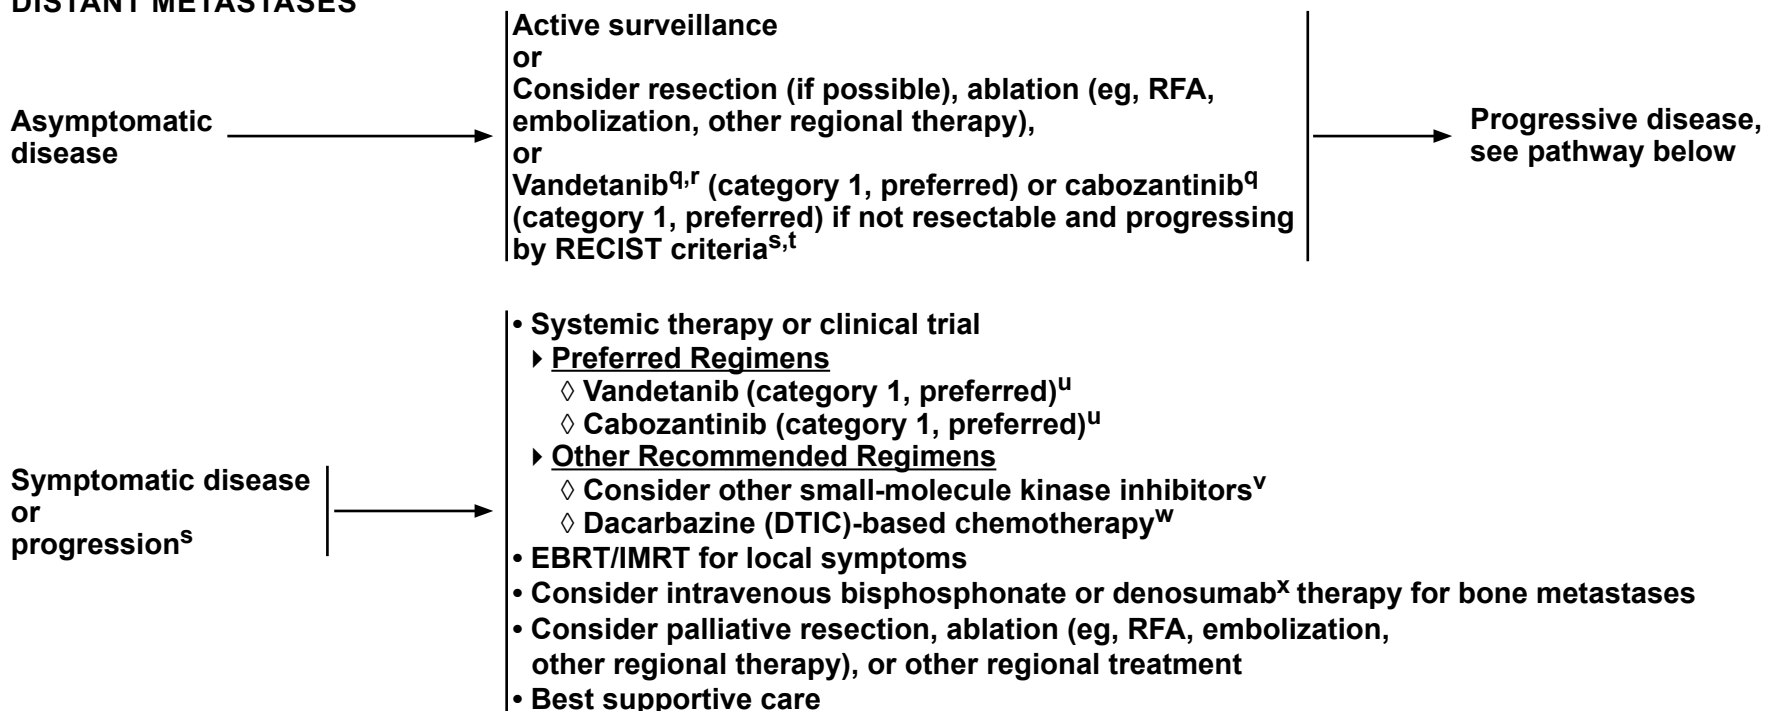 DISTANT METASTASES
Asymptomatic
disease
Active surveillance
or
Consider resection (if possible), ablation (eg, RFA,
embolization, other regional therapy),
or
Vandetanibq,r (category 1, preferred) or cabozantinibq
(category 1, preferred) if not resectable and progressing
by RECIST criterias,t
Progressive disease,
see pathway below
Symptomatic disease
or
progressions
• Systemic therapy or clinical trial
Preferred Regimens
◊ Vandetanib (category 1, preferred)u
◊ Cabozantinib (category 1, preferred)u
Other Recommended Regimens
◊ Consider other small-molecule kinase inhibitorsv
◊ Dacarbazine (DTIC)-based chemotherapyw
• EBRT/IMRT for local symptoms
• Consider intravenous bisphosphonate or denosumabx therapy for bone metastases
• Consider palliative resection, ablation (eg, RFA, embolization,
other regional therapy), or other regional treatment
• Best supportive care